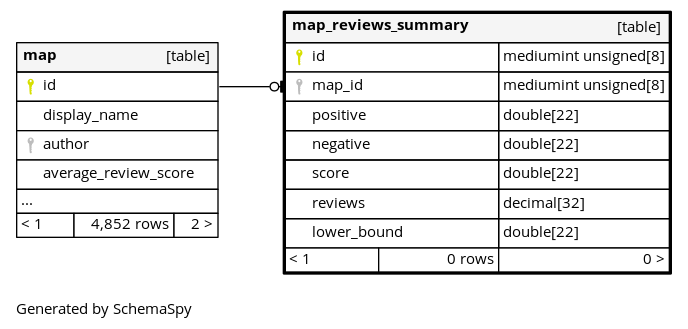 map [table]
id
display_name
author
average_review_score
...
< 1 4,852 rows 2 >
map_reviews_summary [table]
id mediumint unsigned[8]
map_id mediumint unsigned[8]
positive double[22]
negative double[22]
score double[22]
reviews decimal[32]
lower_bound double[22]
< 1 0 rows 0 >
Generated by SchemaSpy